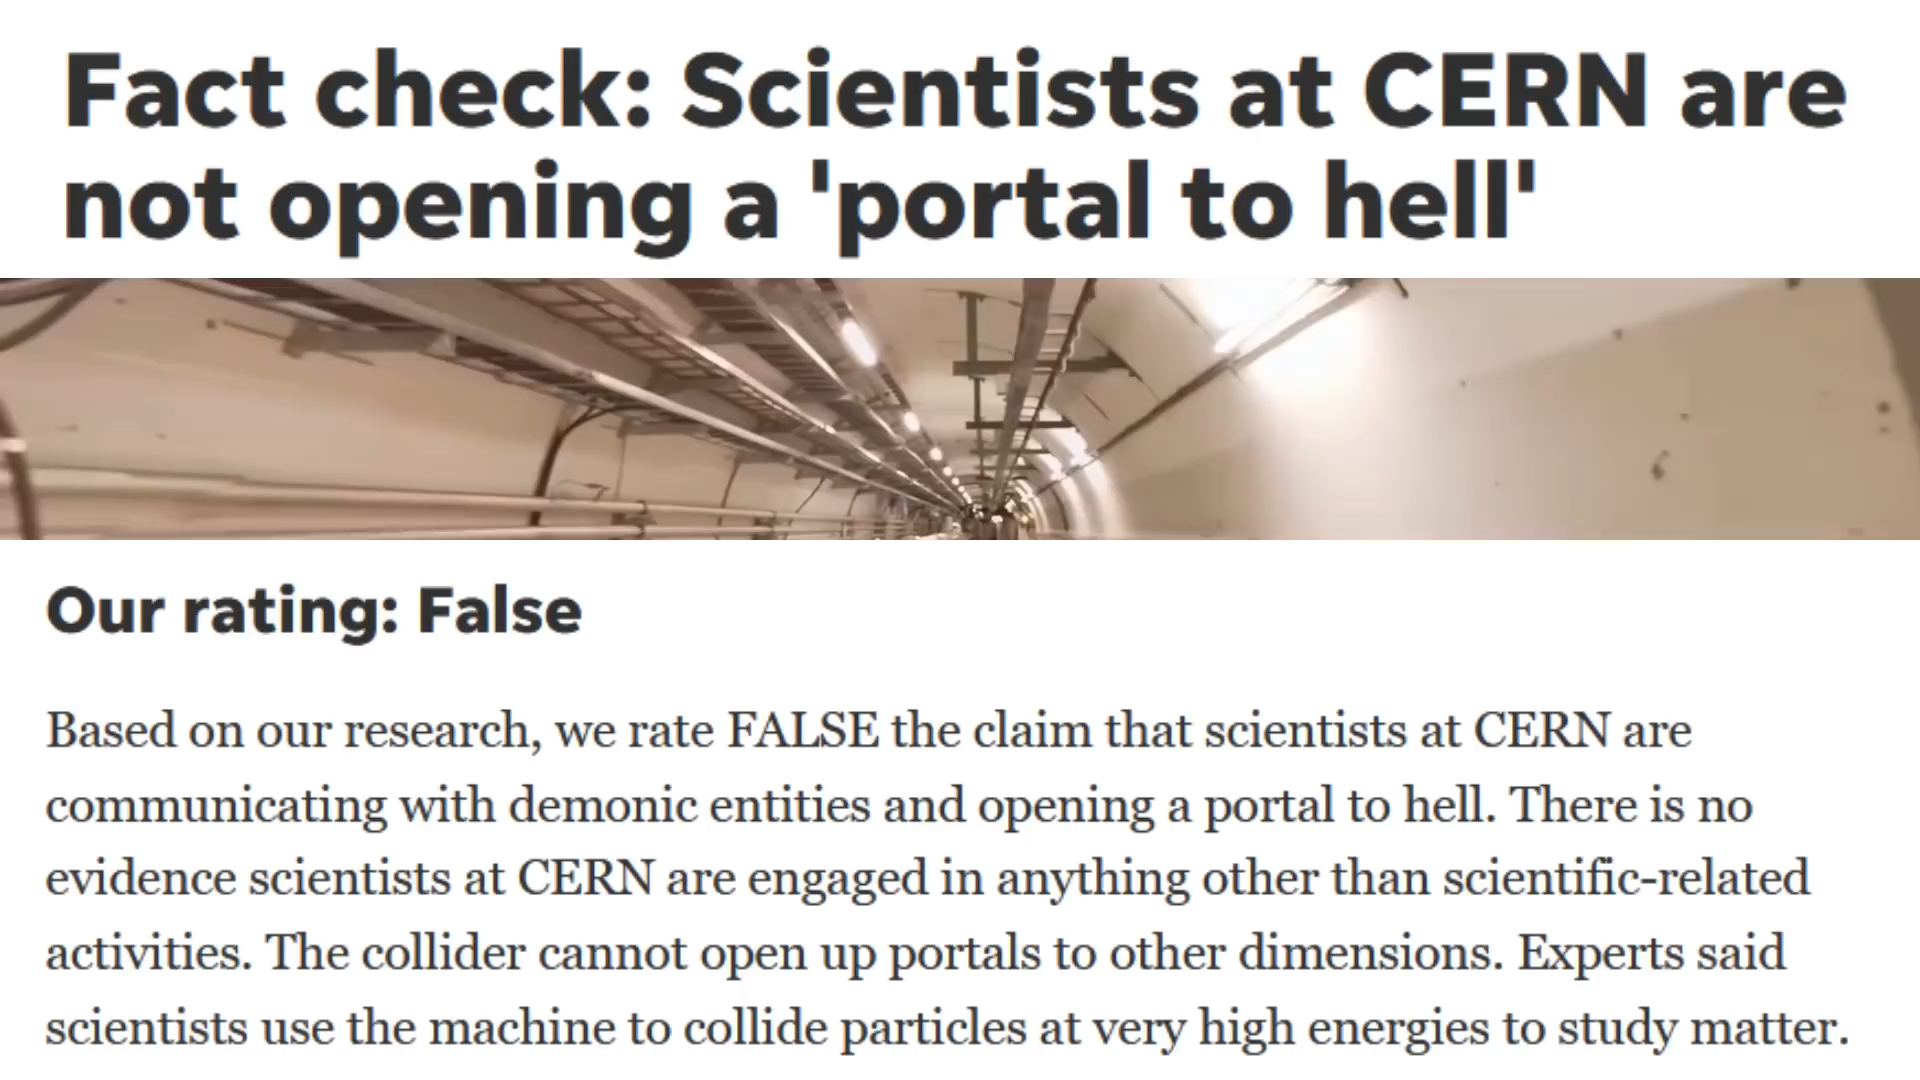 Fact check: Scientists at CERN are
not opening a 'portal to hell'
Our rating: False
Based on our research, we rate FALSE the claim that scientists at CERN are
communicating with demonic entities and opening a portal to hell. There is no
evidence scientists at CERN are engaged in anything other than scientific-related
activities. The collider cannot open up portals to other dimensions. Experts said
scientists use the machine to collide particles at very high energies to study matter.